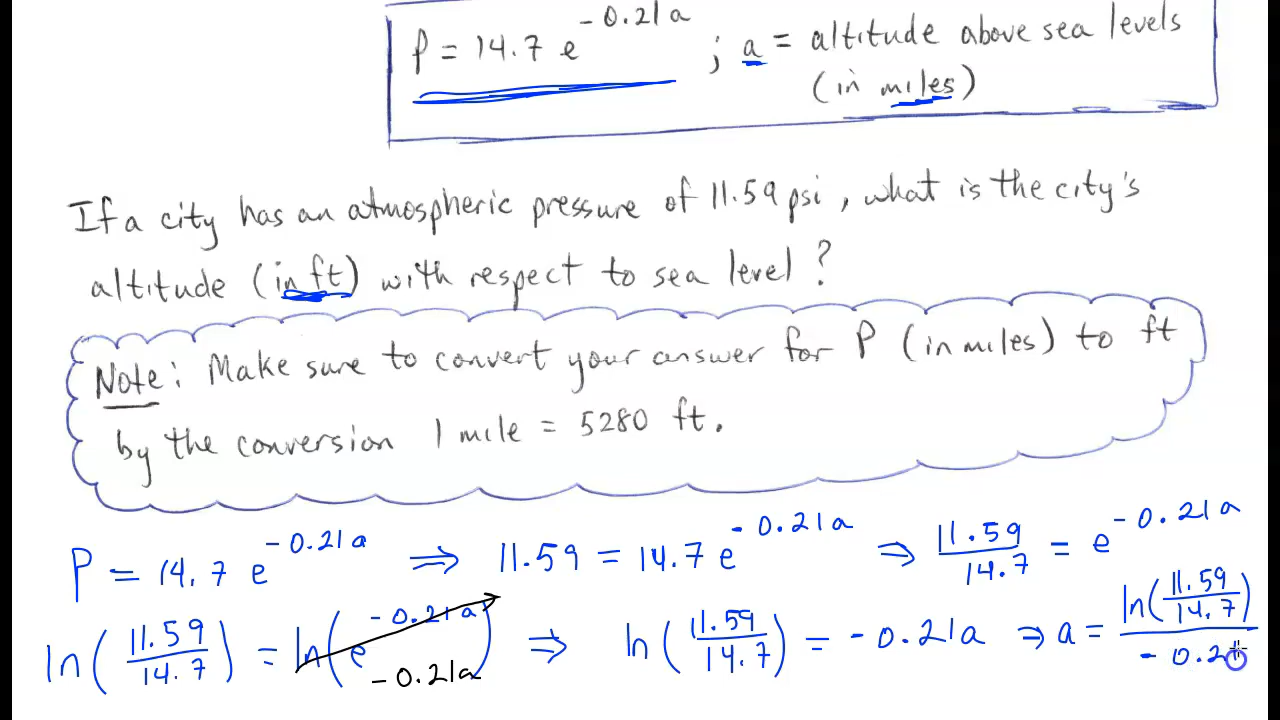 P = 14.7 e^{-0.21a} ; a = altitude above sea levels
(in miles)
If a city has an atmospheric pressure of 11.59 psi, what is the city's
altitude (in ft) with respect to sea level?
Note: Make sure to convert your answer for P (in miles) to ft
by the conversion 1 mile = 5280 ft.
P = 14.7 e^{-0.21a} ⇒ 11.59 = 14.7 e^{-0.21a} ⇒ 11.59/14.7 = e^{-0.21a}
ln(11.59/14.7) = ln(e^{-0.21a}) ⇒ ln(11.59/14.7) = -0.21a ⇒ a = ln(11.59/14.7)/-0.2
-0.21a